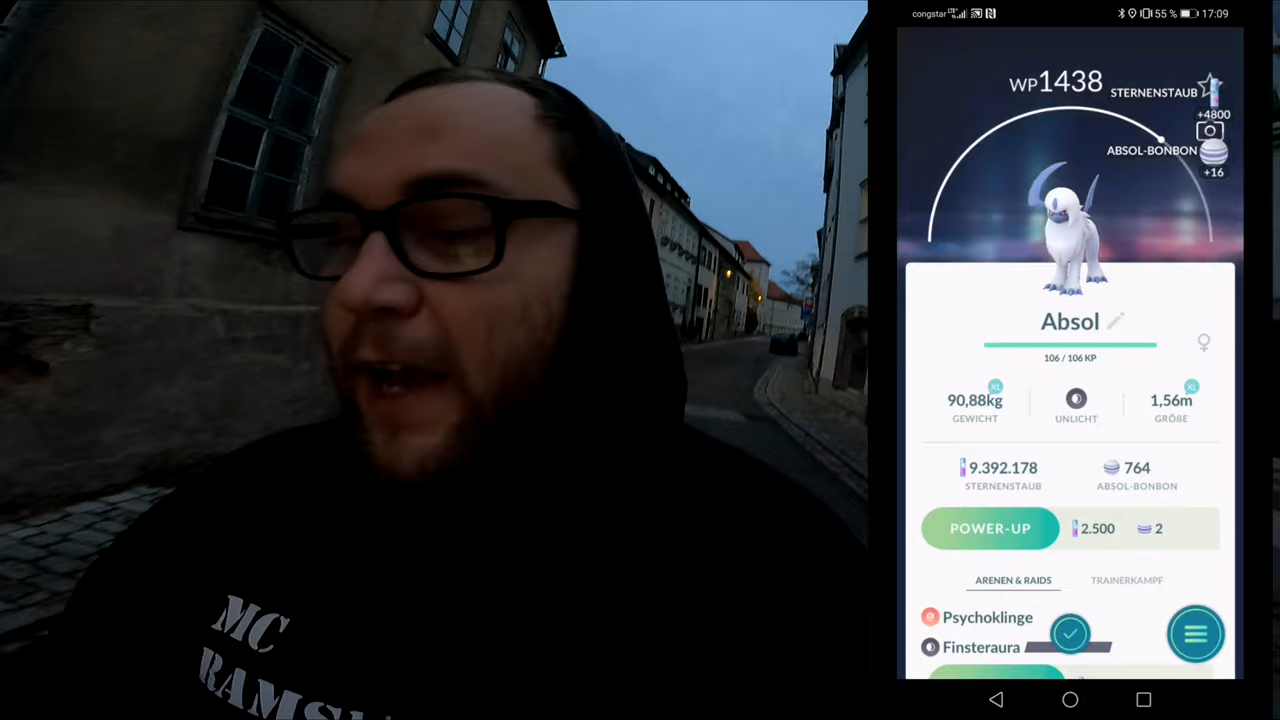 congstar
55 %
17:09
WP1438
STERNENSTAUB
+4800
ABSOL-BONBON
+16
Absol
106 / 106 KP
XL
XL
90,88kg
1,56m
GEWICHT
UNLICHT
GRÖßE
9.392.178
764
STERNENSTAUB
ABSOL-BONBON
POWER-UP
2.500
2
ARENEN & RAIDS
TRAINERKAMPF
Psychoklinge
Finsteraura
MC